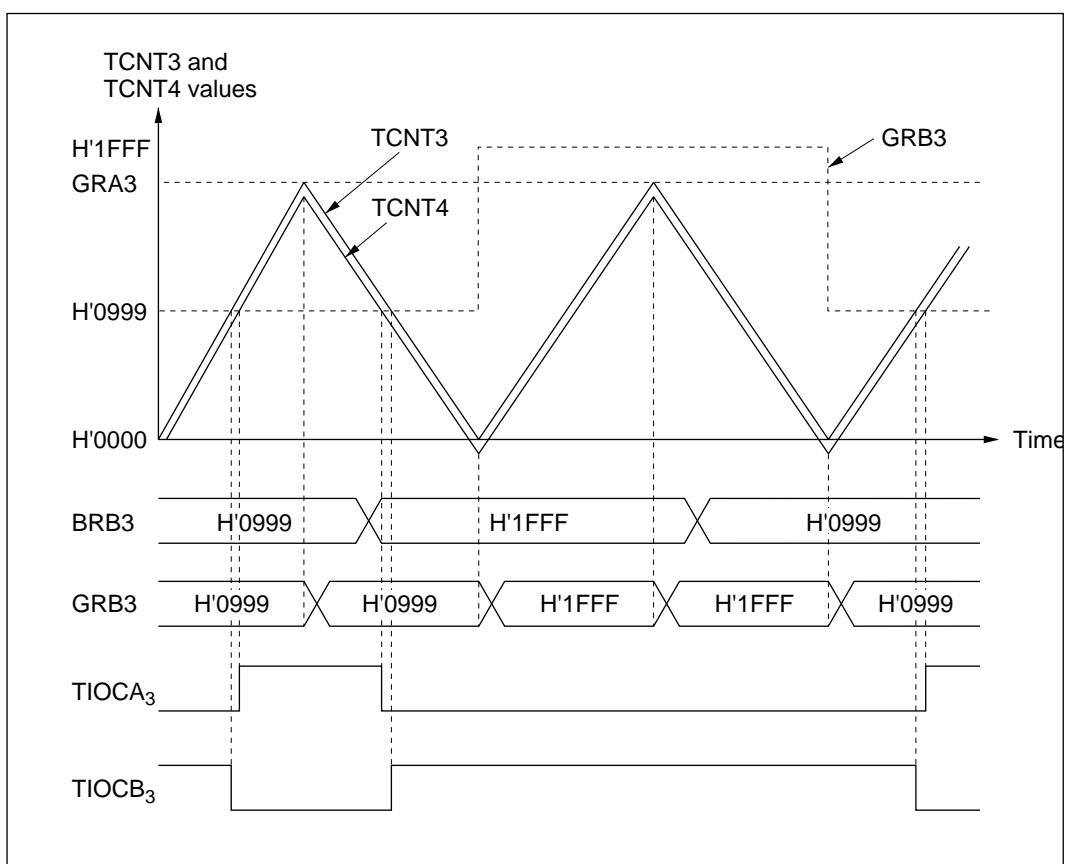 TCNT3 and
TCNT4 values
H'1FFF
GRA3
TCNT3
GRB3
TCNT4
H'0999
H'0000
Time
BRB3 H'0999 H'1FFF H'0999
GRB3 H'0999 H'0999 H'1FFF H'1FFF H'0999
TIOCA3
TIOCB3